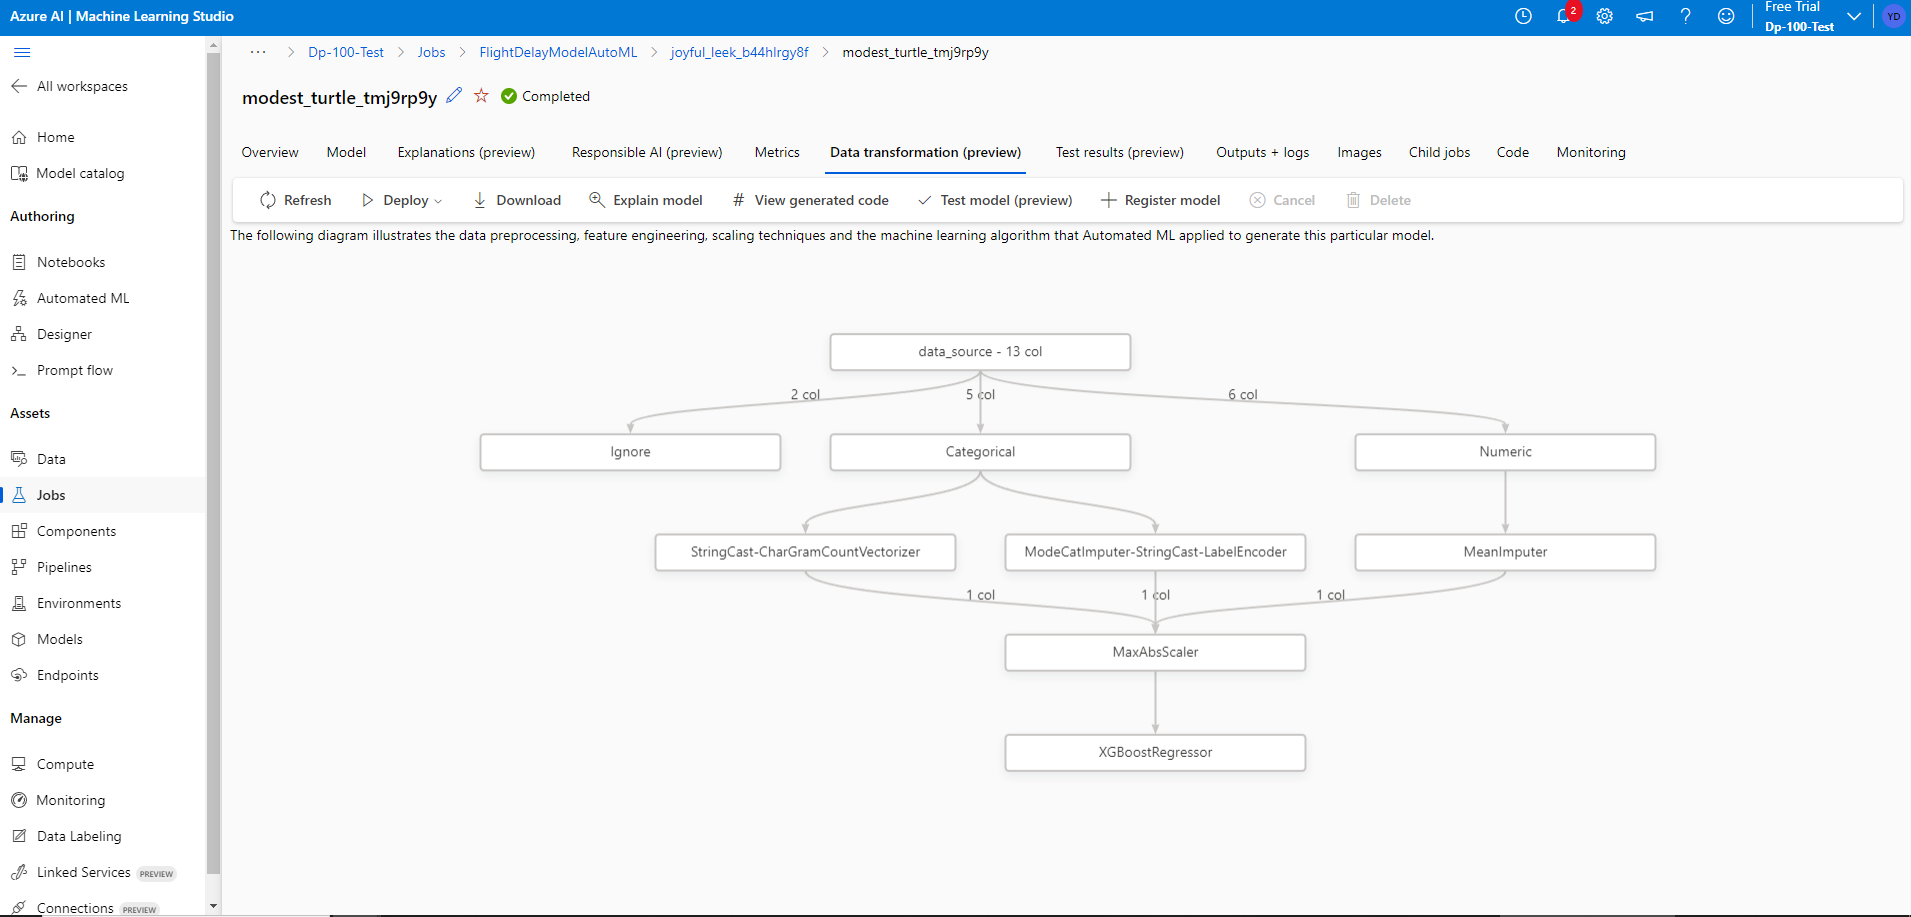 Azure AI | Machine Learning Studio
2
Free Trial
Dp-100-Test
YD
All workspaces
Home
Model catalog
Authoring
Notebooks
Automated ML
Designer
Prompt flow
Assets
Data
Jobs
Components
Pipelines
Environments
Models
Endpoints
Manage
Compute
Monitoring
Data Labeling
Linked Services PREVIEW
Connections PREVIEW
··· > Dp-100-Test > Jobs > FlightDelayModelAutoML > joyful_leek_b44hlrgy8f > modest_turtle_tmj9rp9y
modest_turtle_tmj9rp9y Completed
Overview Model Explanations (preview) Responsible AI (preview) Metrics Data transformation (preview) Test results (preview) Outputs + logs Images Child jobs Code Monitoring
Refresh Deploy Download Explain model # View generated code Test model (preview) Register model Cancel Delete
The following diagram illustrates the data preprocessing, feature engineering, scaling techniques and the machine learning algorithm that Automated ML applied to generate this particular model.
data_source - 13 col
2 col 5 col 6 col
Ignore Categorical Numeric
StringCast-CharGramCountVectorizer ModeCatImputer-StringCast-LabelEncoder MeanImputer
1 col 1 col 1 col
MaxAbsScaler
XGBoostRegressor